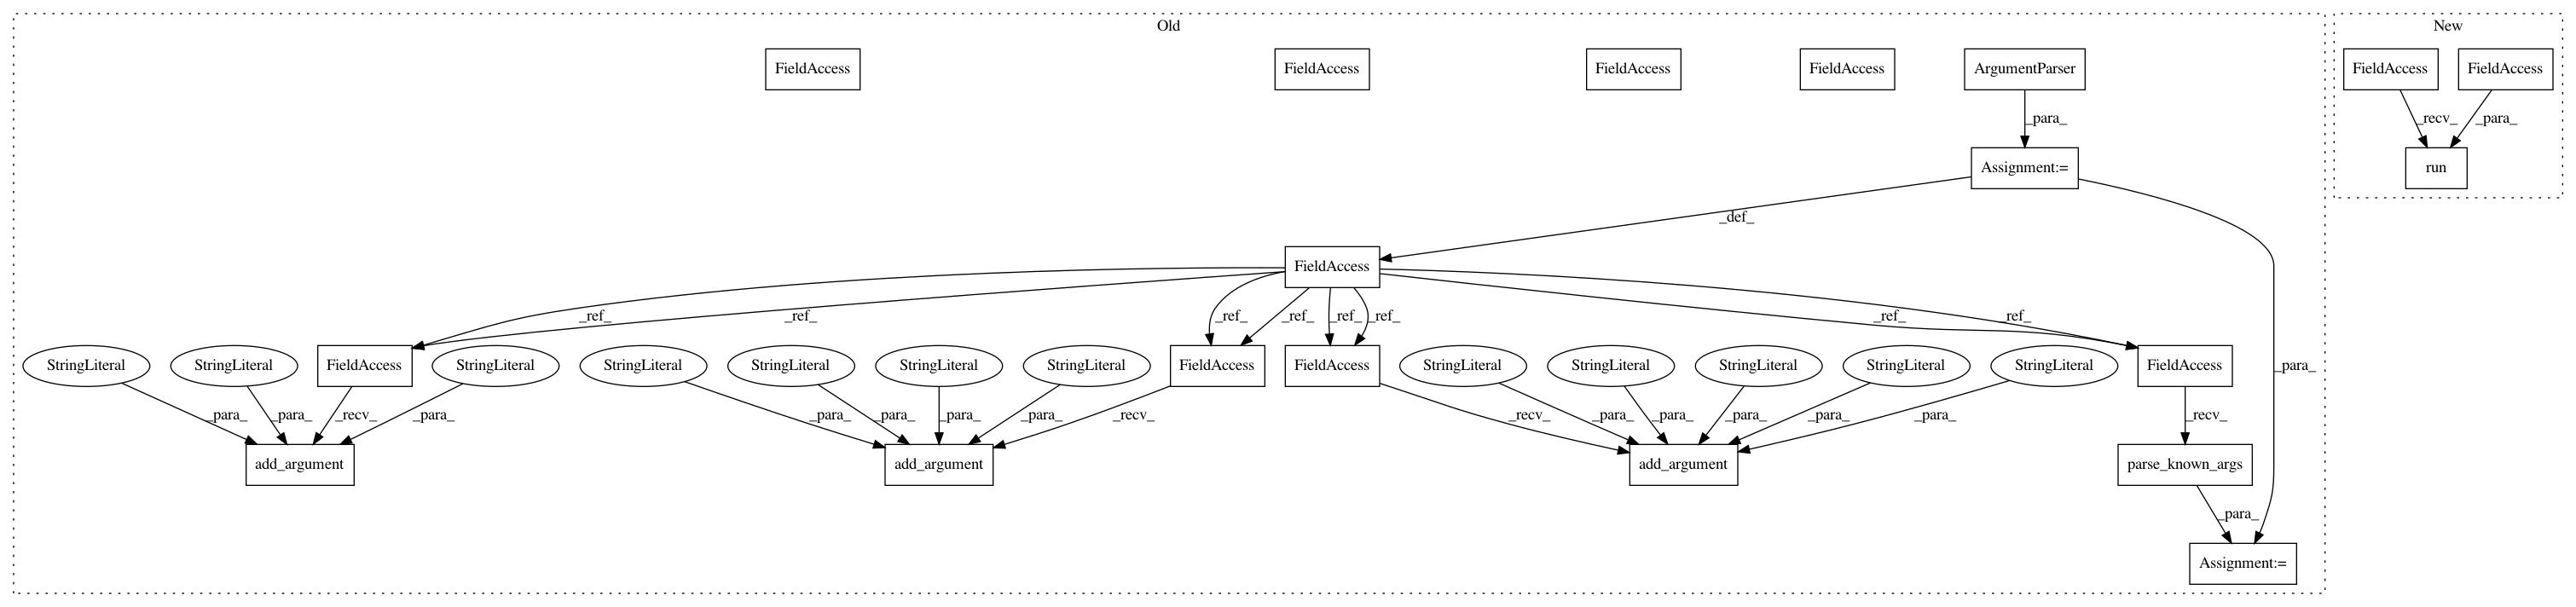 Old
New
FieldAccess FieldAccess FieldAccess FieldAccess ArgumentParser FieldAccess FieldAccess
_para_ _recv_ _para_
Assignment:= run
_def_
FieldAccess
_ref_ _ref_ _ref_ _ref_ _ref_ _ref_ _ref_ _ref_
StringLiteral StringLiteral FieldAccess StringLiteral StringLiteral StringLiteral StringLiteral StringLiteral FieldAccess FieldAccess StringLiteral StringLiteral StringLiteral StringLiteral StringLiteral FieldAccess _para_
_para_ _para_ _recv_ _para_ _para_ _para_ _para_ _para_ _recv_ _recv_ _para_ _para_ _para_ _para_ _para_ _recv_
add_argument add_argument add_argument parse_known_args
_para_
Assignment:=